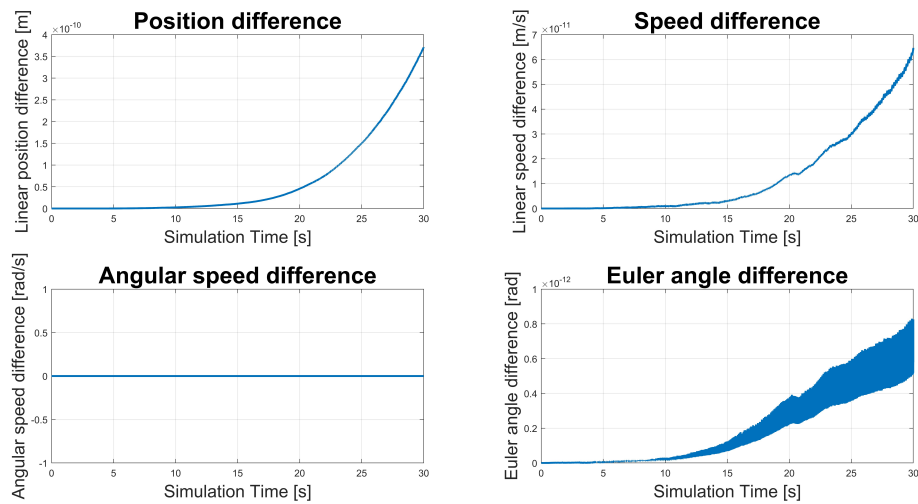 Position difference
Linear position difference [m]
×10-10
4
3.5
3
2.5
2
1.5
1
0.5
0
0 5 10 15 20 25 30
Simulation Time [s]
Speed difference
Linear speed difference [m/s]
×10-11
7
6
5
4
3
2
1
0
0 5 10 15 20 25 30
Simulation Time [s]
Angular speed difference
Angular speed difference [rad/s]
1
0.5
0
-0.5
-1
0 5 10 15 20 25 30
Simulation Time [s]
Euler angle difference
Euler angle difference [rad]
×10-12
1
0.8
0.6
0.4
0.2
0
0 5 10 15 20 25 30
Simulation Time [s]